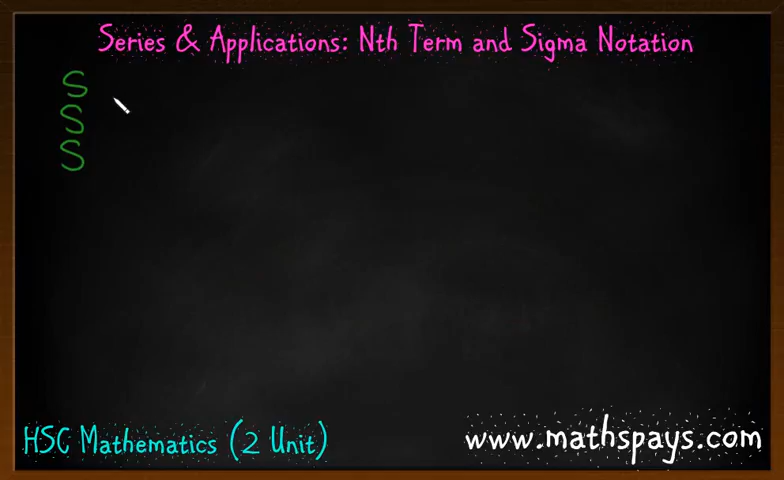 Series & Applications: Nth Term and Sigma Notation
S
S
S
HSC Mathematics (2 Unit)
www.mathspays.com